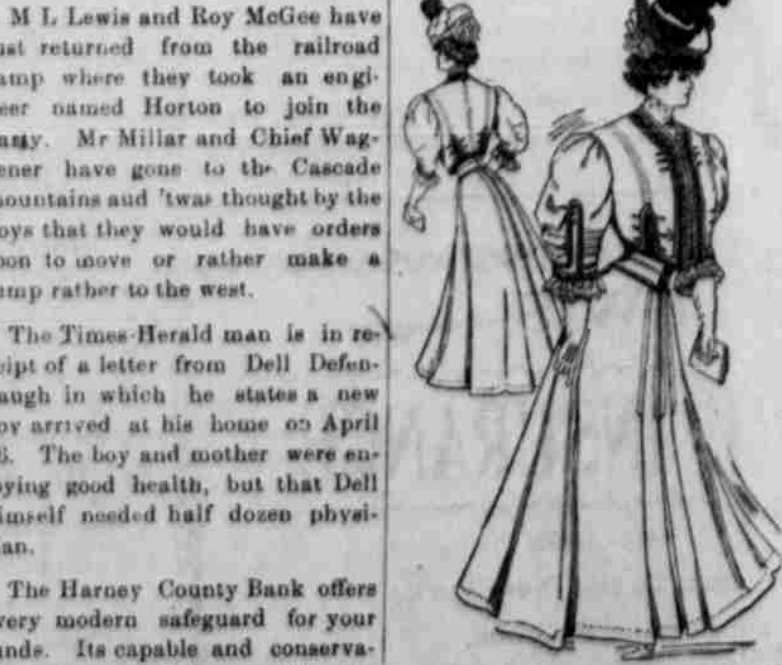 M L Lewis and Roy McGee have
ust returned from the railroad
amp where they took an engi-
eer named Horton to join the
arty. Mr Millar and Chief Wag-
ener have gone to the Cascade
nountains aud 'twas thought by the
oys that they would have orders
oon to move or rather make a
ump rather to the west.
The Times-Herald man is in re-
eipt of a letter from Dell Defen-
augh in which he states a new
oy arrived at his home on April
6. The boy and mother were en-
oying good health, but that Dell
imself needed half dozen physi-
ian.
The Harney County Bank offers
very modern safeguard for your
unds. Its capable and conserva-